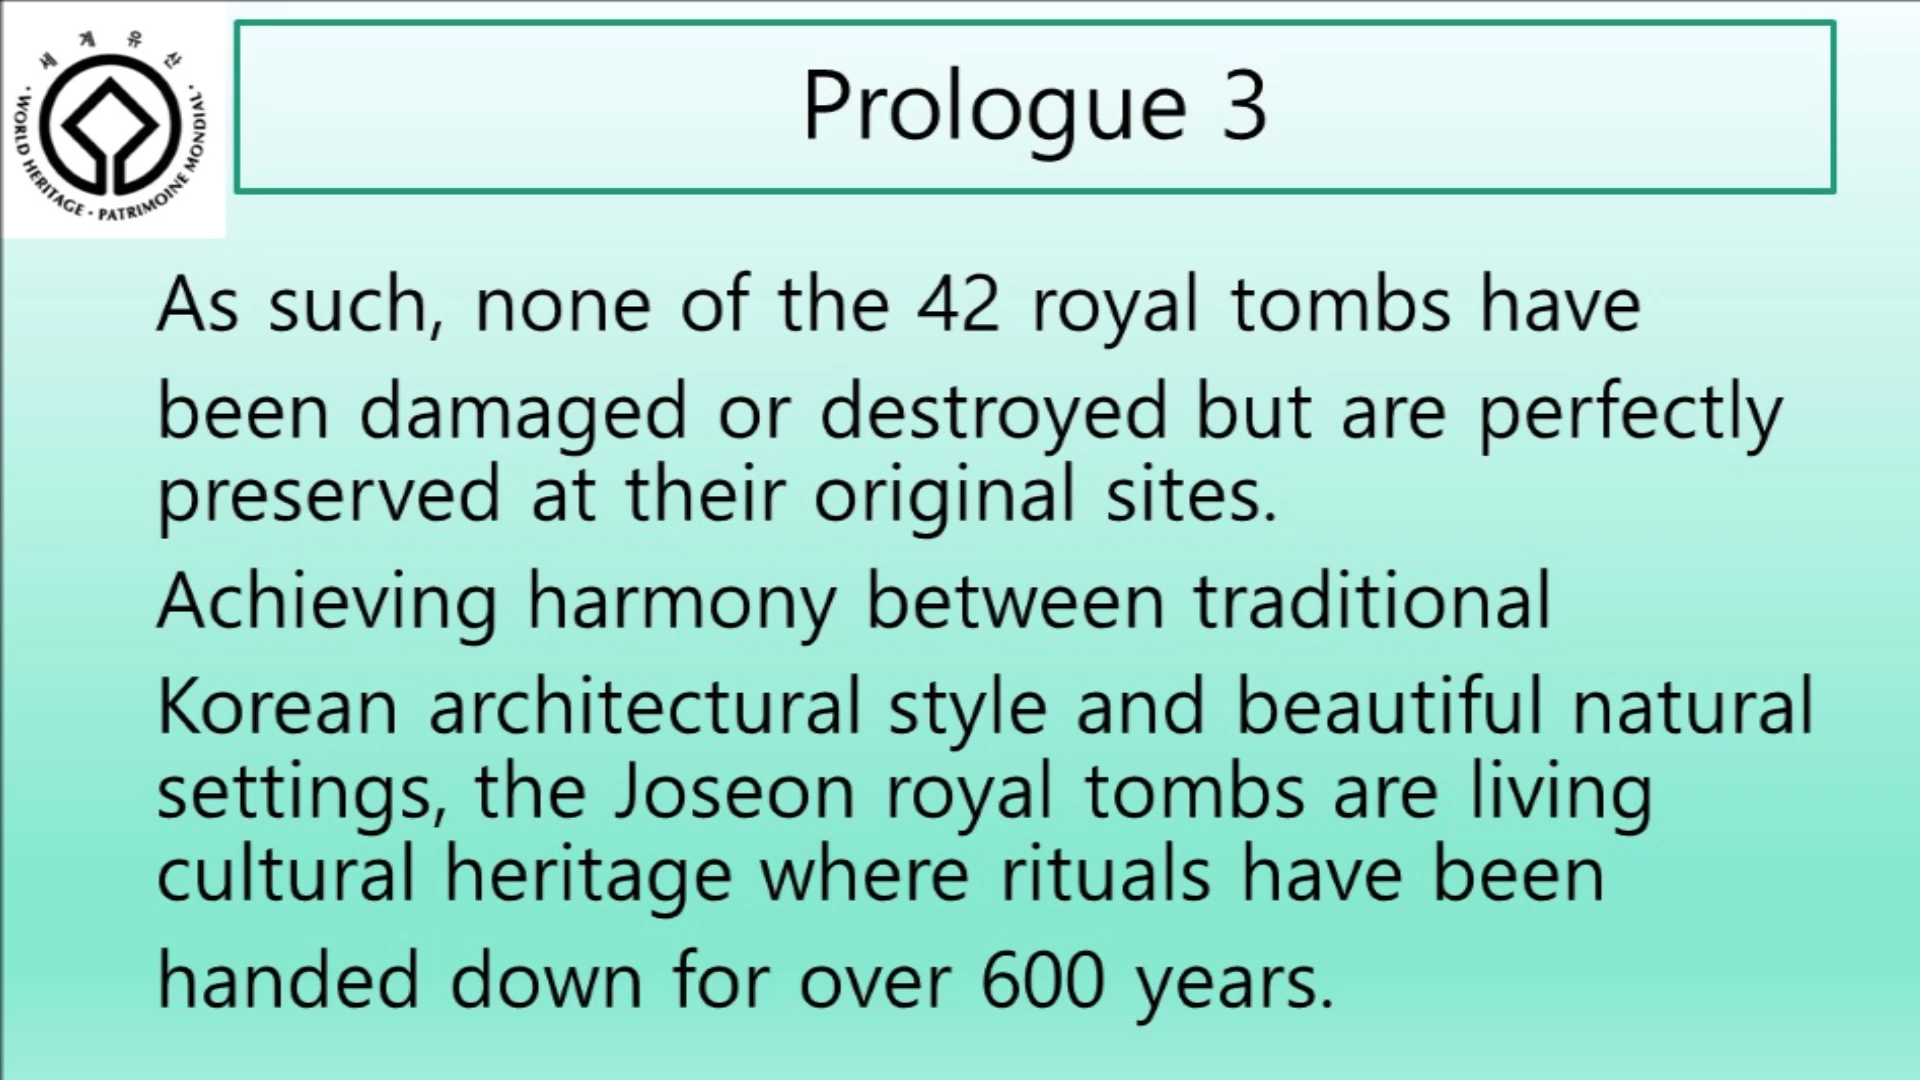 세계유산
· WORLD HERITAGE · PATRIMOINE MONDIAL ·
Prologue 3
As such, none of the 42 royal tombs have
been damaged or destroyed but are perfectly
preserved at their original sites.
Achieving harmony between traditional
Korean architectural style and beautiful natural
settings, the Joseon royal tombs are living
cultural heritage where rituals have been
handed down for over 600 years.